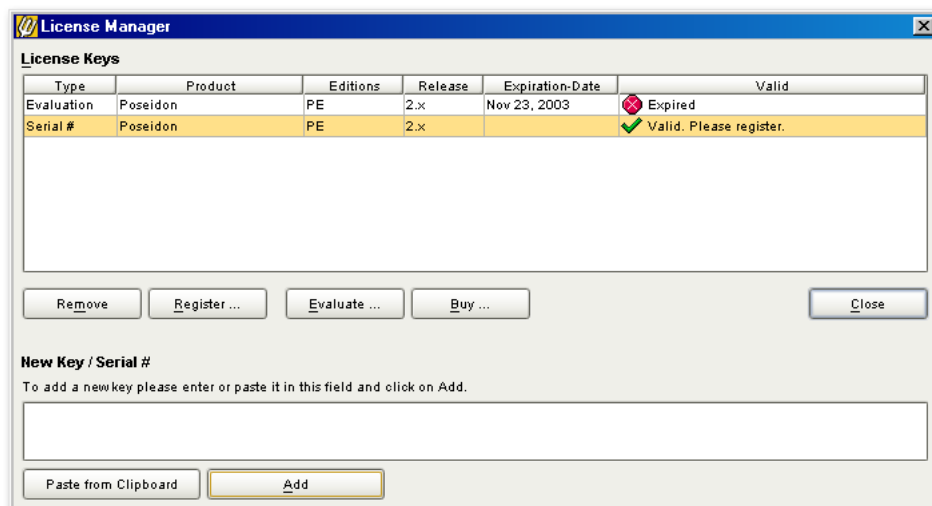 License Manager
License Keys
Type Product Editions Release Expiration-Date Valid
Evaluation Poseidon PE 2.x Nov 23, 2003 Expired
Serial # Poseidon PE 2.x Valid. Please register.
Remove Register ... Evaluate ... Buy ... Close
New Key / Serial #
To add a new key please enter or paste it in this field and click on Add.
Paste from Clipboard Add